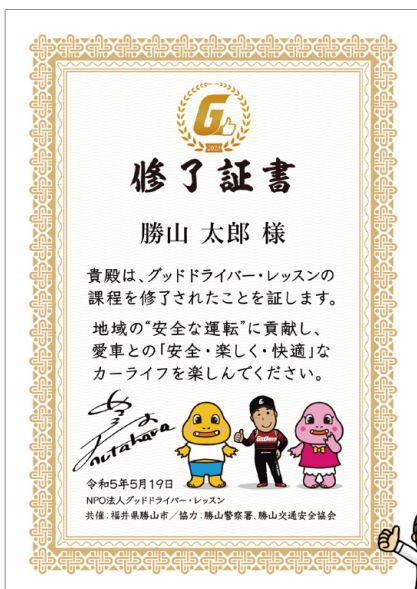 G
2023
修了証書
勝山 太郎 様
貴殿は、グッドドライバー・レッスンの
課程を修了されたことを証します。
地域の“安全な運転”に貢献し、
愛車との「安全・楽しく・快適」な
カーライフを楽しんでください。
令和5年5月19日
NPO法人グッドドライバー・レッスン
共催：福井県勝山市／協力：勝山警察署、勝山交通安全協会